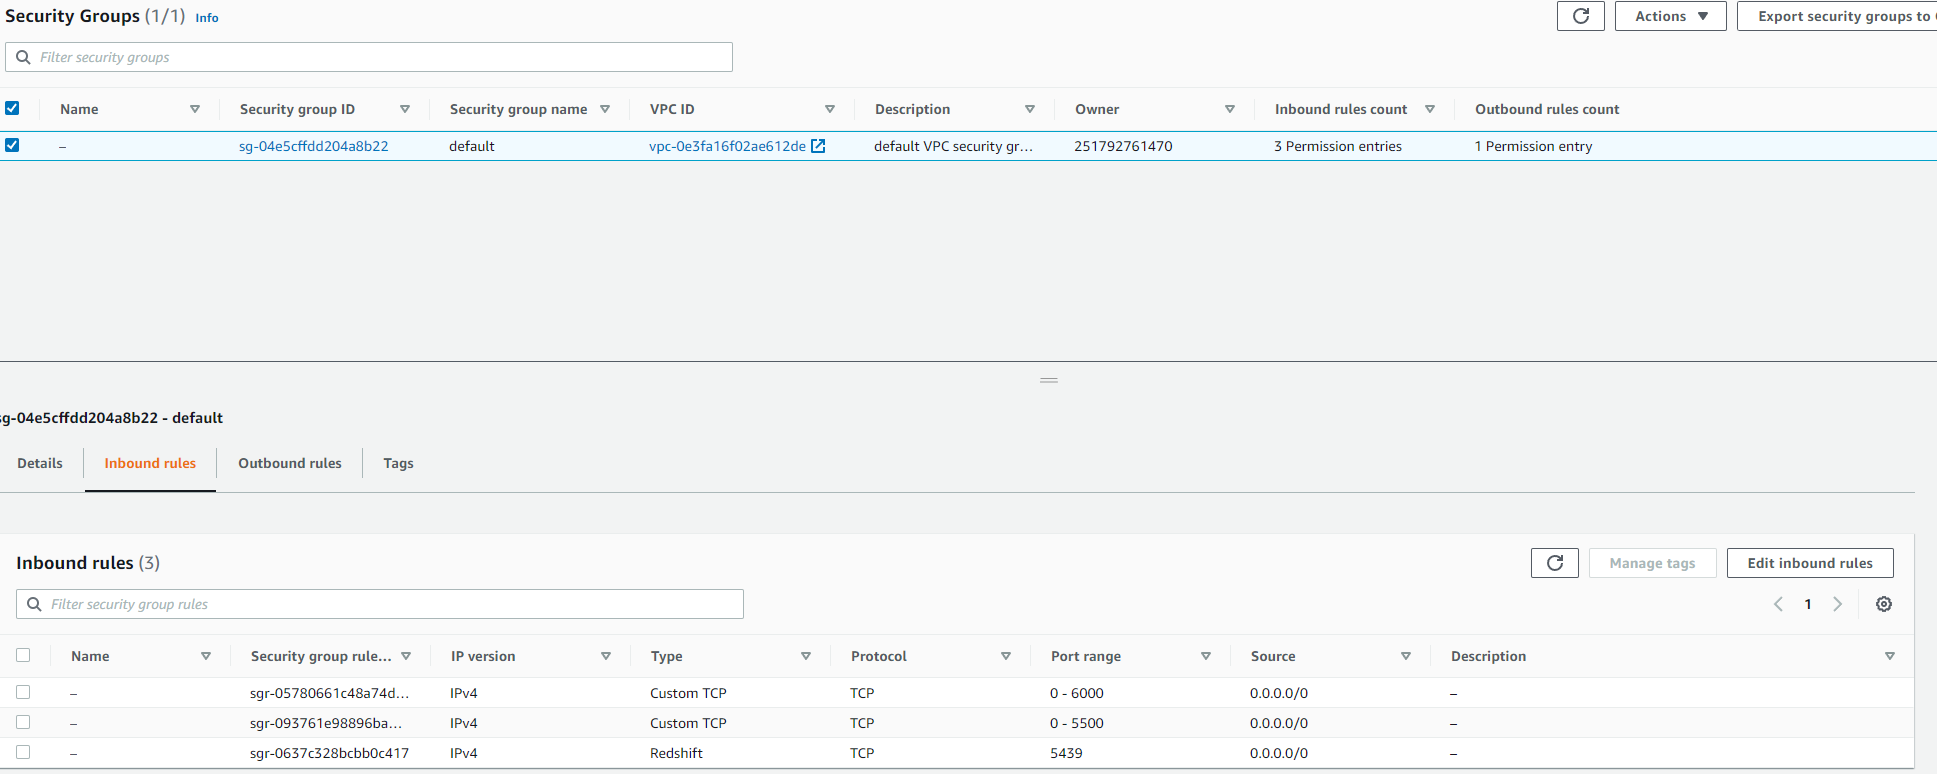 Security Groups (1/1) Info
Actions
Export security groups to
Filter security groups
Name Security group ID Security group name VPC ID Description Owner Inbound rules count Outbound rules count
– sg-04e5cffdd204a8b22 default vpc-0e3fa16f02ae612de default VPC security gr... 251792761470 3 Permission entries 1 Permission entry
sg-04e5cffdd204a8b22 - default
Details Inbound rules Outbound rules Tags
Inbound rules (3)
Manage tags Edit inbound rules
Filter security group rules
1
Name Security group rule... IP version Type Protocol Port range Source Description
– sgr-05780661c48a74d... IPv4 Custom TCP TCP 0 - 6000 0.0.0.0/0 –
– sgr-093761e98896ba... IPv4 Custom TCP TCP 0 - 5500 0.0.0.0/0 –
– sgr-0637c328bcbb0c417 IPv4 Redshift TCP 5439 0.0.0.0/0 –